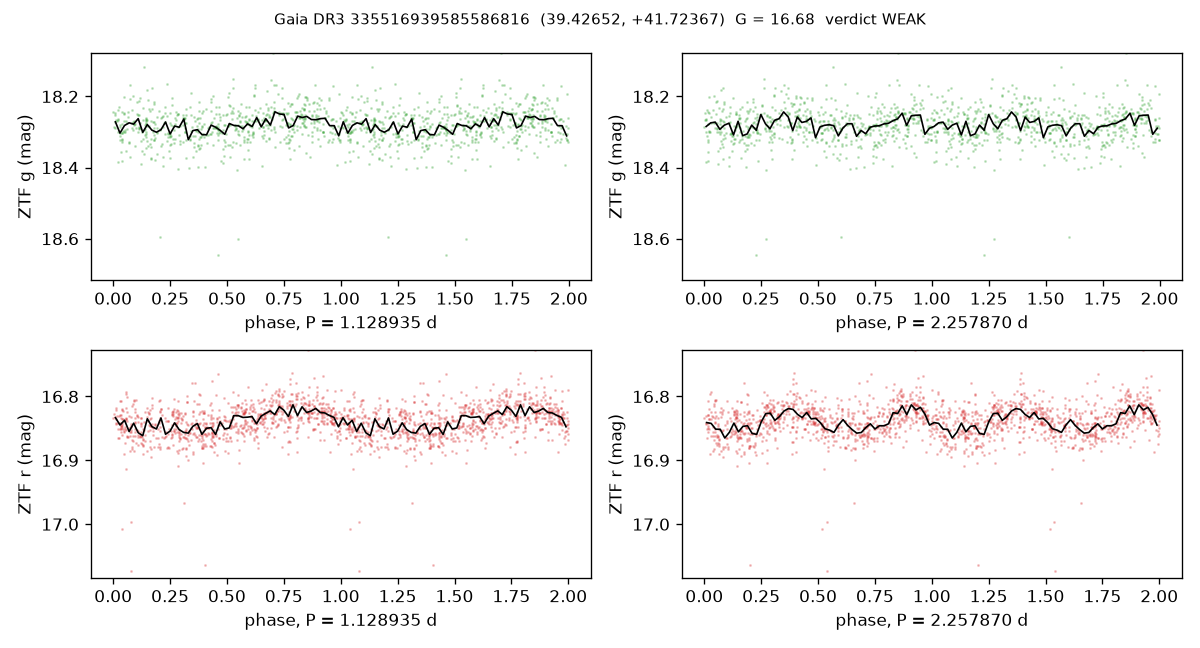 Gaia DR3 335516939585586816 (39.42652, +41.72367) G = 16.68 verdict WEAK
ZTF g (mag)
18.2
18.4
18.6
0.00 0.25 0.50 0.75 1.00 1.25 1.50 1.75 2.00
phase, P = 1.128935 d
ZTF g (mag)
18.2
18.4
18.6
0.00 0.25 0.50 0.75 1.00 1.25 1.50 1.75 2.00
phase, P = 2.257870 d
ZTF r (mag)
16.8
16.9
17.0
0.00 0.25 0.50 0.75 1.00 1.25 1.50 1.75 2.00
phase, P = 1.128935 d
ZTF r (mag)
16.8
16.9
17.0
0.00 0.25 0.50 0.75 1.00 1.25 1.50 1.75 2.00
phase, P = 2.257870 d